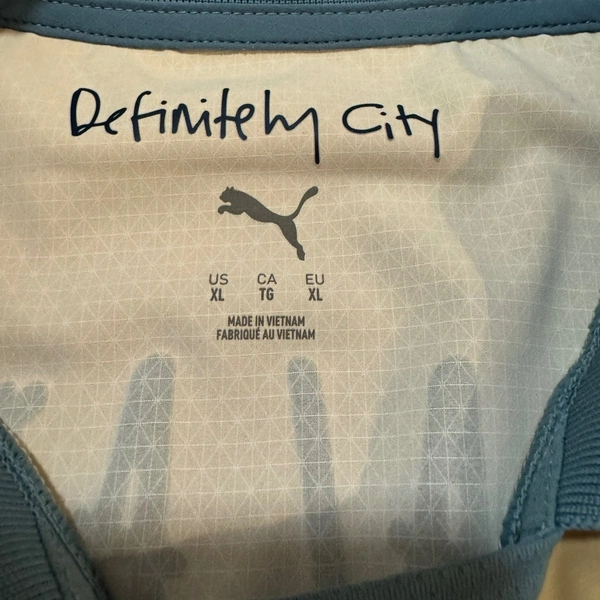 Definitely City
US CA EU
XL TG XL
MADE IN VIETNAM
FABRIQUÉ AU VIETNAM